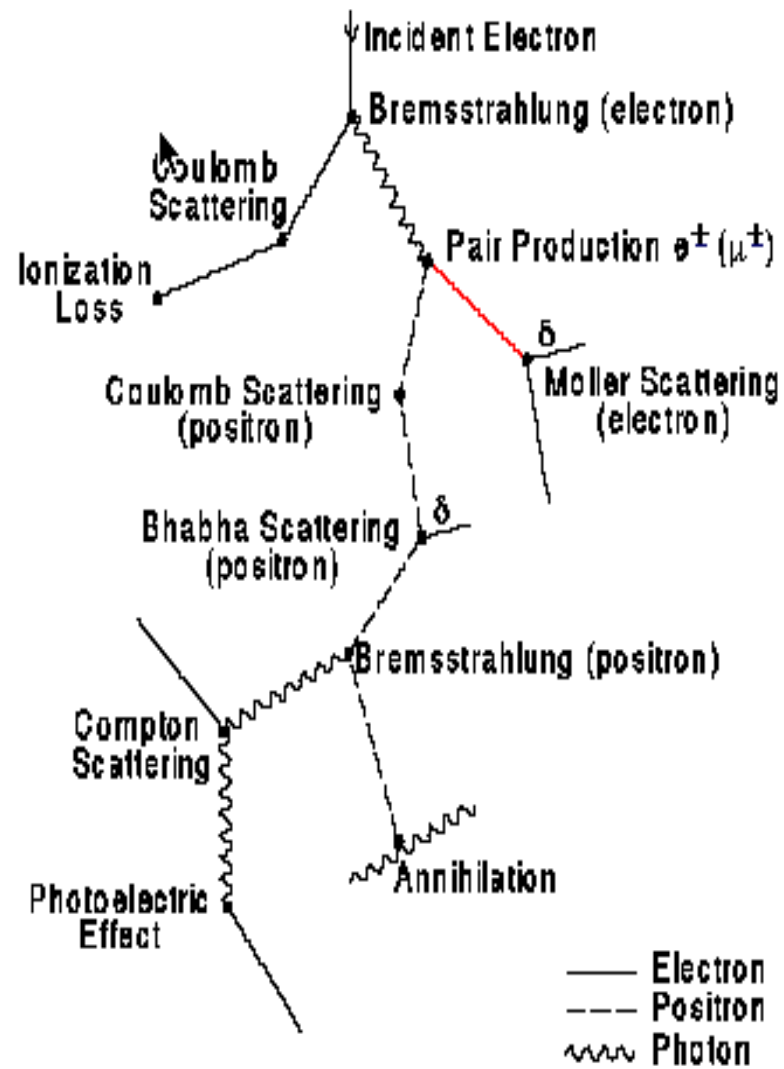 Incident Electron
Bremsstrahlung (electron)
Coulomb
Scattering
Pair Production e± (μ±)
Ionization
Loss
δ
Moller Scattering
(electron)
Coulomb Scattering
(positron)
δ
Bhabha Scattering
(positron)
Bremsstrahlung (positron)
Compton
Scattering
Annihilation
Photoelectric
Effect
Electron
Positron
Photon